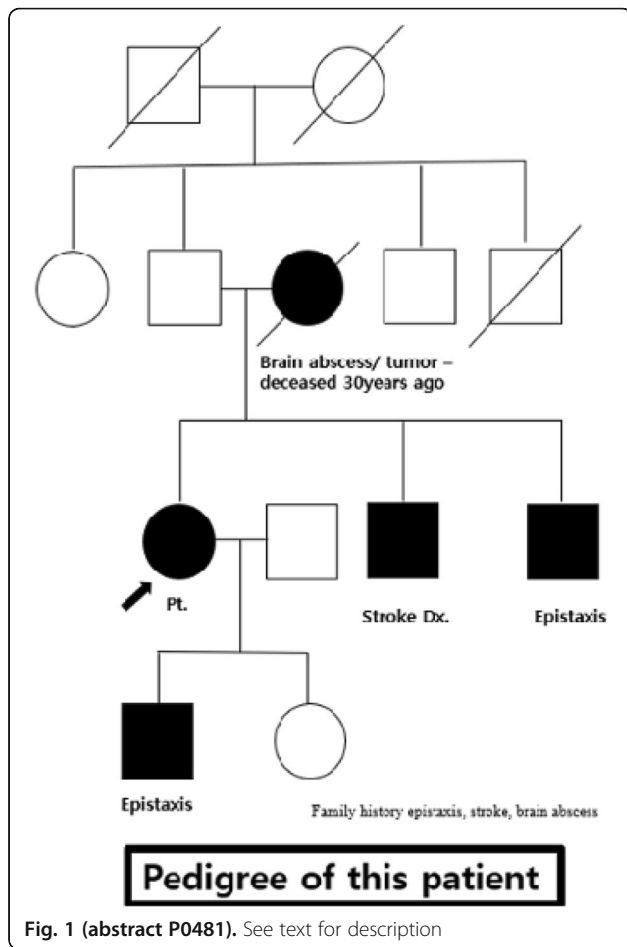 Brain abscess/ tumor –
deceased 30years ago
Pt.
Stroke Dx.
Epistaxis
Epistaxis
Family history epistaxis, stroke, brain abscess
Pedigree of this patient
Fig. 1 (abstract P0481). See text for description